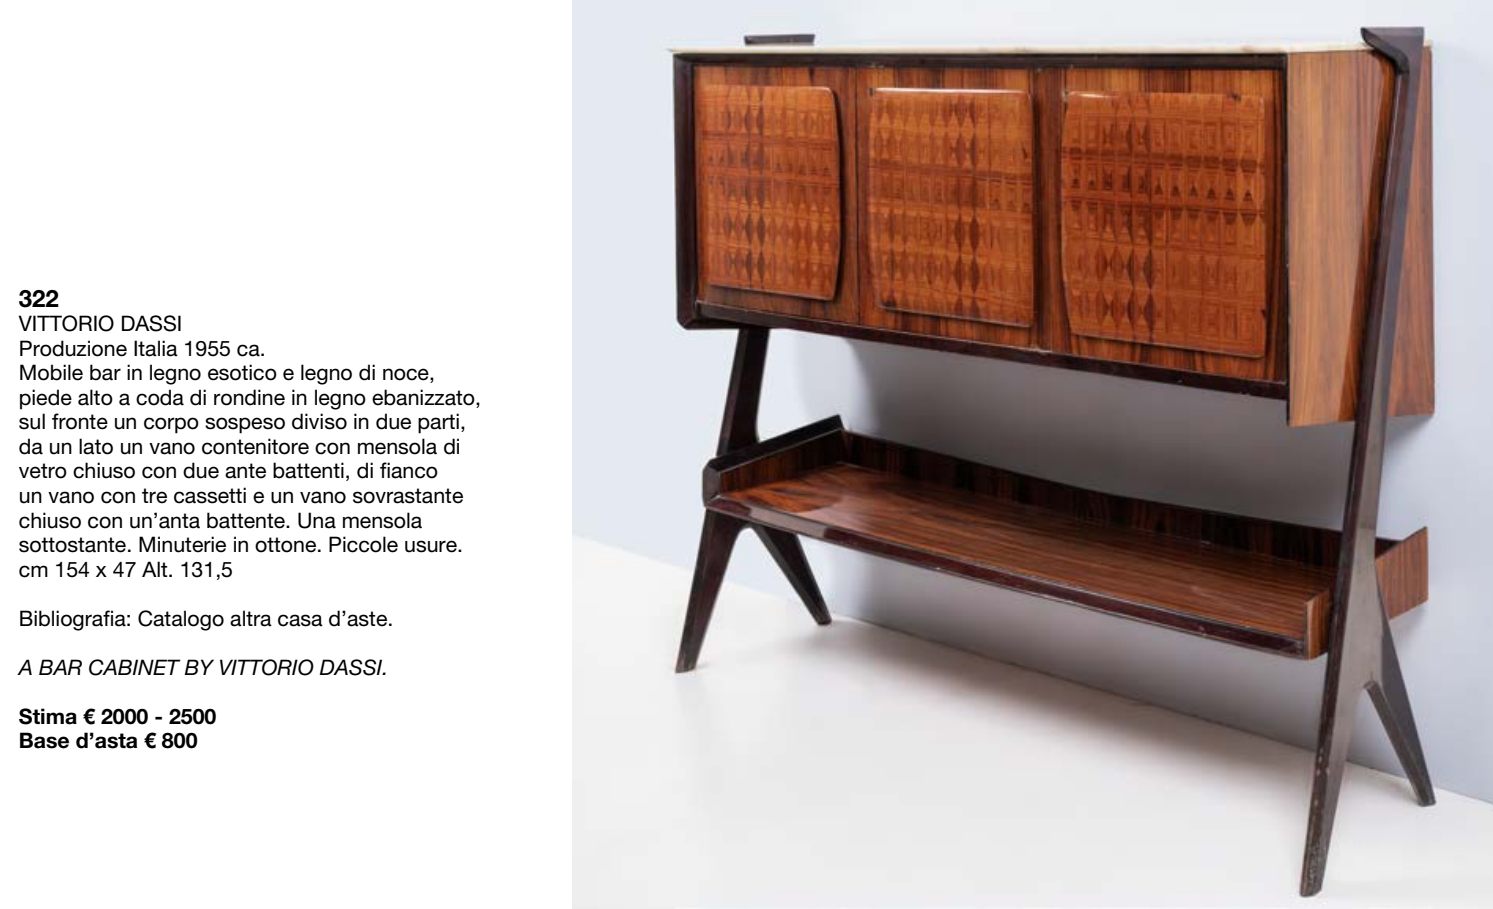 322
VITTORIO DASSI
Produzione Italia 1955 ca.
Mobile bar in legno esotico e legno di noce,
piede alto a coda di rondine in legno ebanizzato,
sul fronte un corpo sospeso diviso in due parti,
da un lato un vano contenitore con mensola di
vetro chiuso con due ante battenti, di fianco
un vano con tre cassetti e un vano sovrastante
chiuso con un'anta battente. Una mensola
sottostante. Minuterie in ottone. Piccole usure.
cm 154 x 47 Alt. 131,5
Bibliografia: Catalogo altra casa d'aste.
A BAR CABINET BY VITTORIO DASSI.
Stima € 2000 - 2500
Base d'asta € 800